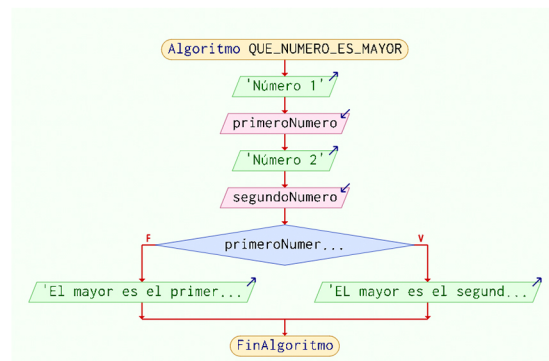 Algoritmo QUE_NUMERO_ES_MAYOR
'Número 1'
primeroNumero
'Número 2'
segundoNumero
F
primeroNumer...
V
'El mayor es el primer...
'EL mayor es el segund...
FinAlgoritmo